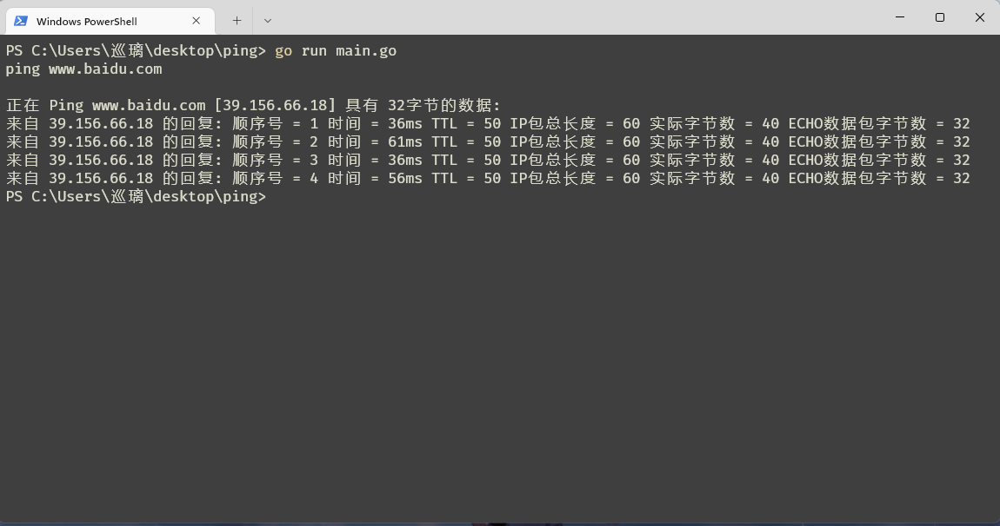 Windows PowerShell
PS C:\Users\巡璃\desktop\ping> go run main.go
ping www.baidu.com
正在 Ping www.baidu.com [39.156.66.18] 具有 32字节的数据:
来自 39.156.66.18 的回复: 顺序号 = 1 时间 = 36ms TTL = 50 IP包总长度 = 60 实际字节数 = 40 ECHO数据包字节数 = 32
来自 39.156.66.18 的回复: 顺序号 = 2 时间 = 61ms TTL = 50 IP包总长度 = 60 实际字节数 = 40 ECHO数据包字节数 = 32
来自 39.156.66.18 的回复: 顺序号 = 3 时间 = 36ms TTL = 50 IP包总长度 = 60 实际字节数 = 40 ECHO数据包字节数 = 32
来自 39.156.66.18 的回复: 顺序号 = 4 时间 = 56ms TTL = 50 IP包总长度 = 60 实际字节数 = 40 ECHO数据包字节数 = 32
PS C:\Users\巡璃\desktop\ping>